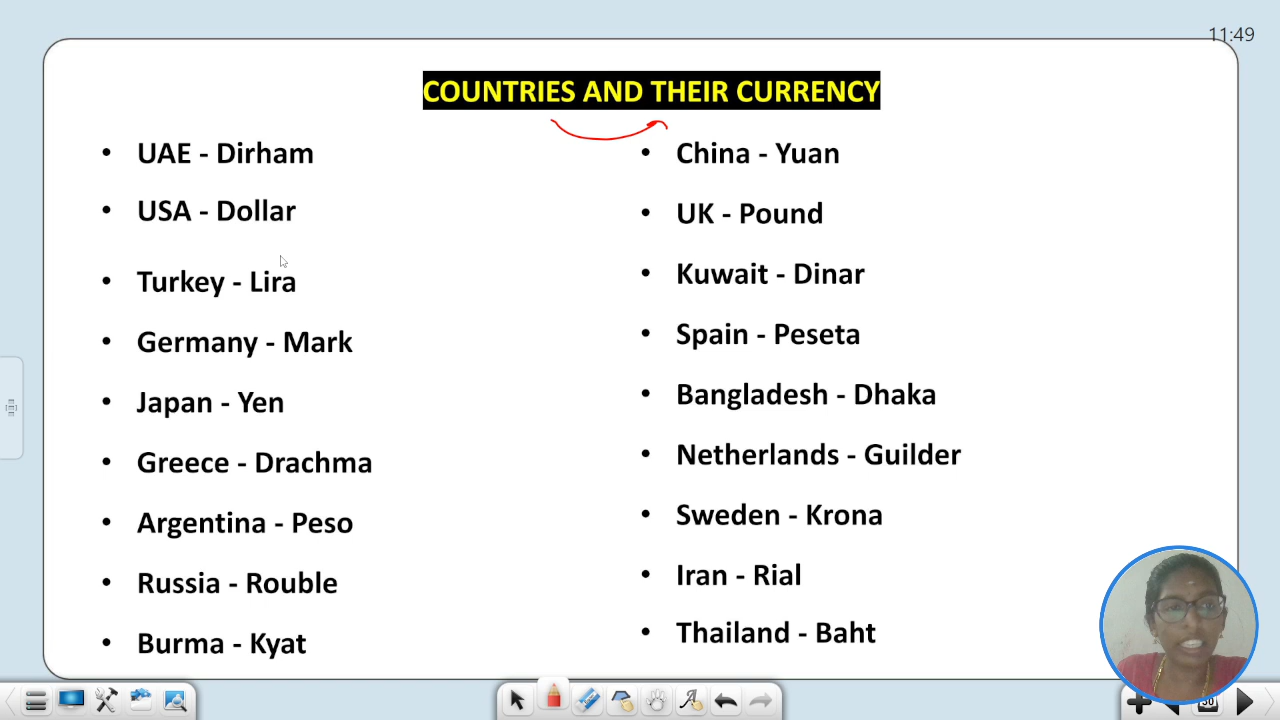 11:49
COUNTRIES AND THEIR CURRENCY
• UAE - Dirham
• USA - Dollar
• Turkey - Lira
• Germany - Mark
• Japan - Yen
• Greece - Drachma
• Argentina - Peso
• Russia - Rouble
• Burma - Kyat
• China - Yuan
• UK - Pound
• Kuwait - Dinar
• Spain - Peseta
• Bangladesh - Dhaka
• Netherlands - Guilder
• Sweden - Krona
• Iran - Rial
• Thailand - Baht